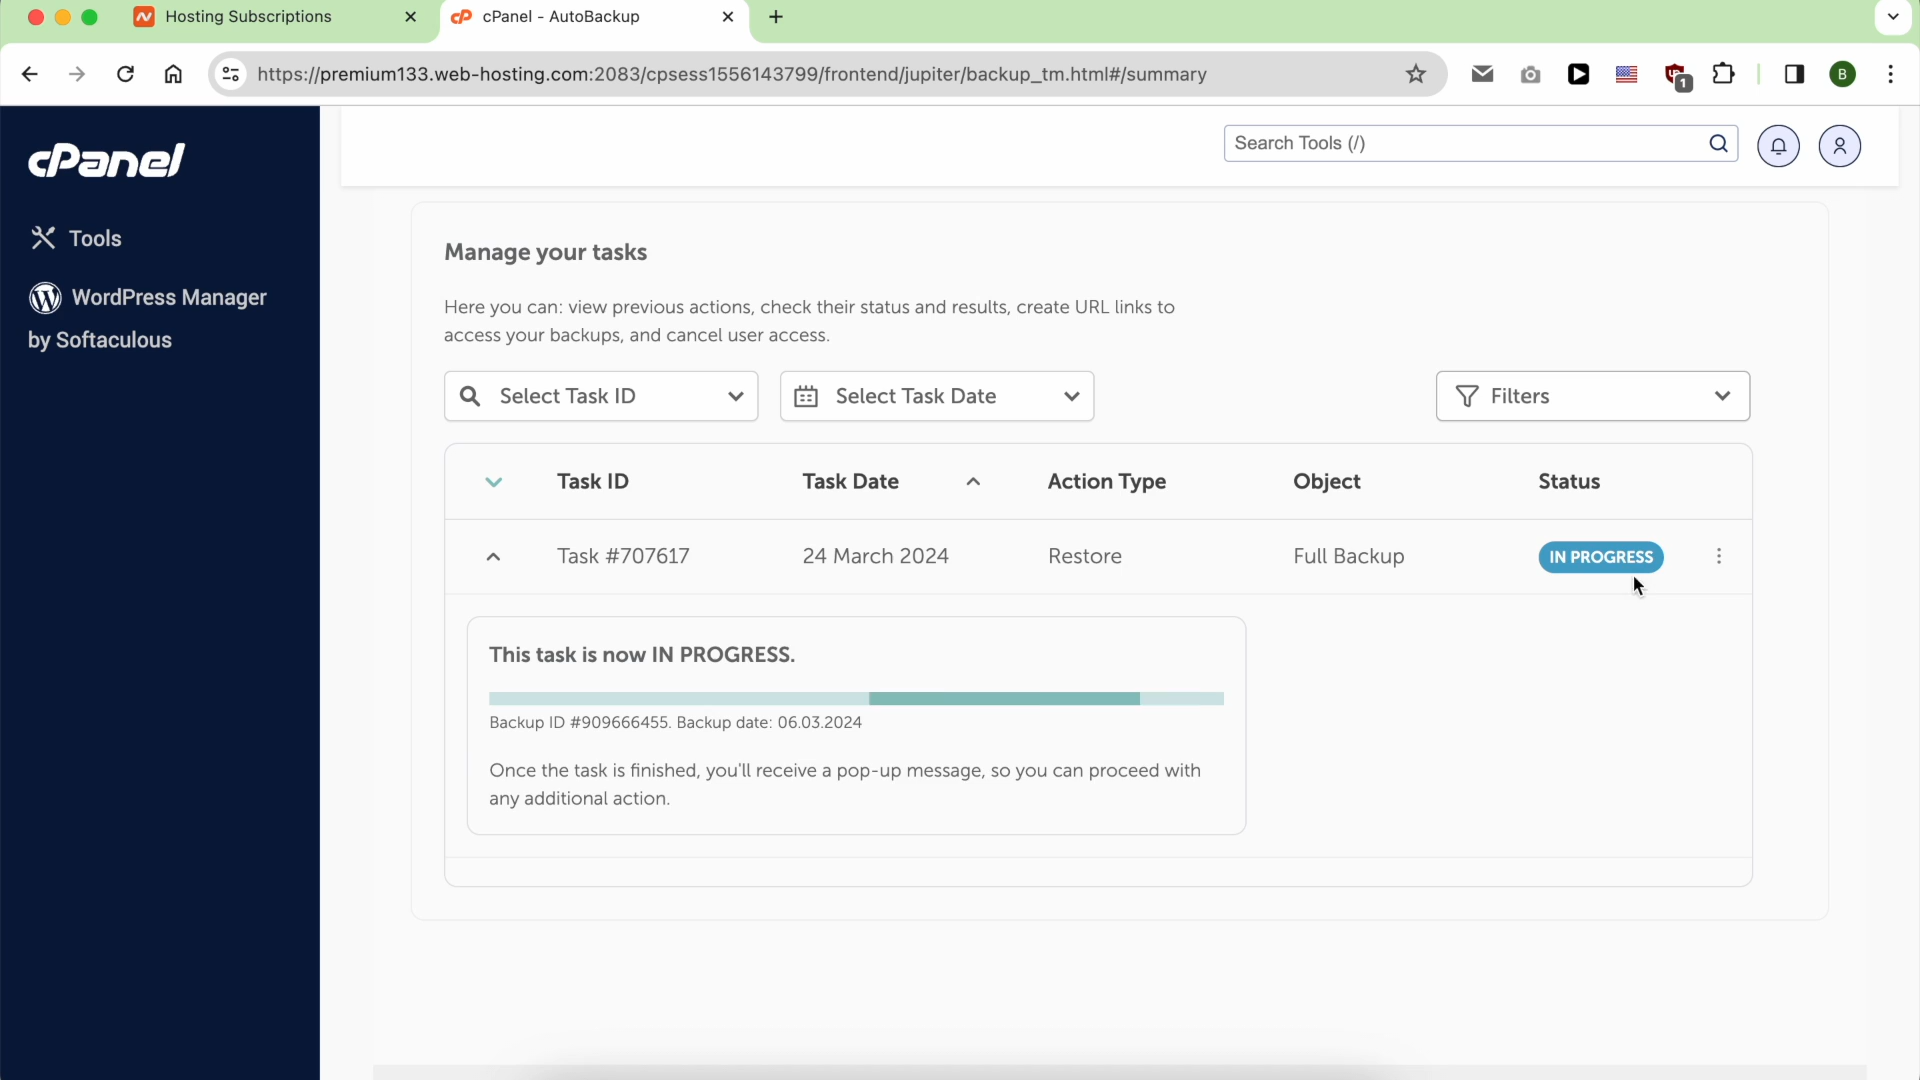 Hosting Subscriptions
cPanel - AutoBackup
https://premium133.web-hosting.com:2083/cpsess1556143799/frontend/jupiter/backup_tm.html#/summary
1
B
cPanel
Search Tools (/)
Tools
WordPress Manager
by Softaculous
Manage your tasks
Here you can: view previous actions, check their status and results, create URL links to
access your backups, and cancel user access.
Select Task ID
Select Task Date
Filters
Task ID Task Date Action Type Object Status
Task #707617 24 March 2024 Restore Full Backup IN PROGRESS
This task is now IN PROGRESS.
Backup ID #909666455. Backup date: 06.03.2024
Once the task is finished, you'll receive a pop-up message, so you can proceed with
any additional action.